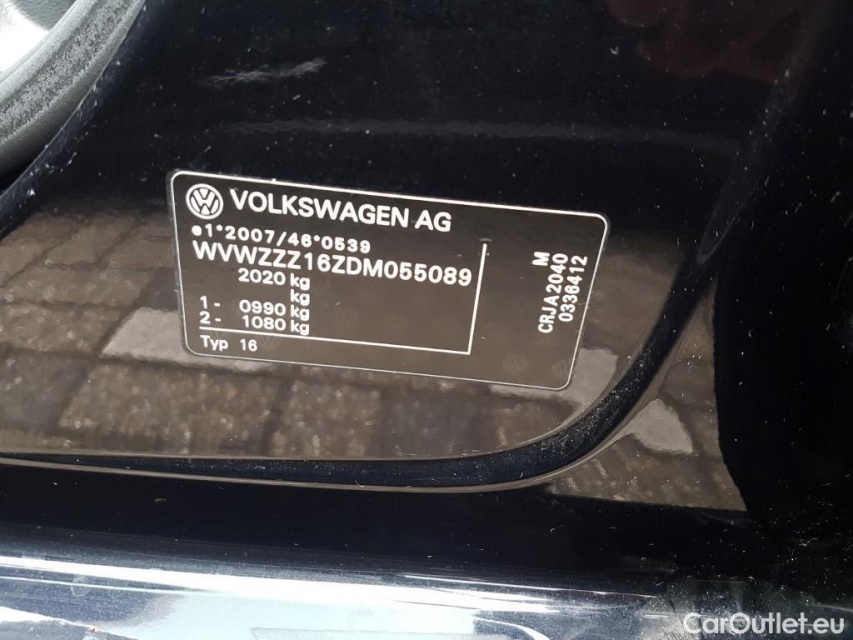 VOLKSWAGEN AG
●1*2007/46*0539
WVWZZZ16ZDM055089
2020 kg
kg
1- 0990 kg
2- 1080 kg
Typ 16
M
CRJA2040
0336412
CarOutlet.eu